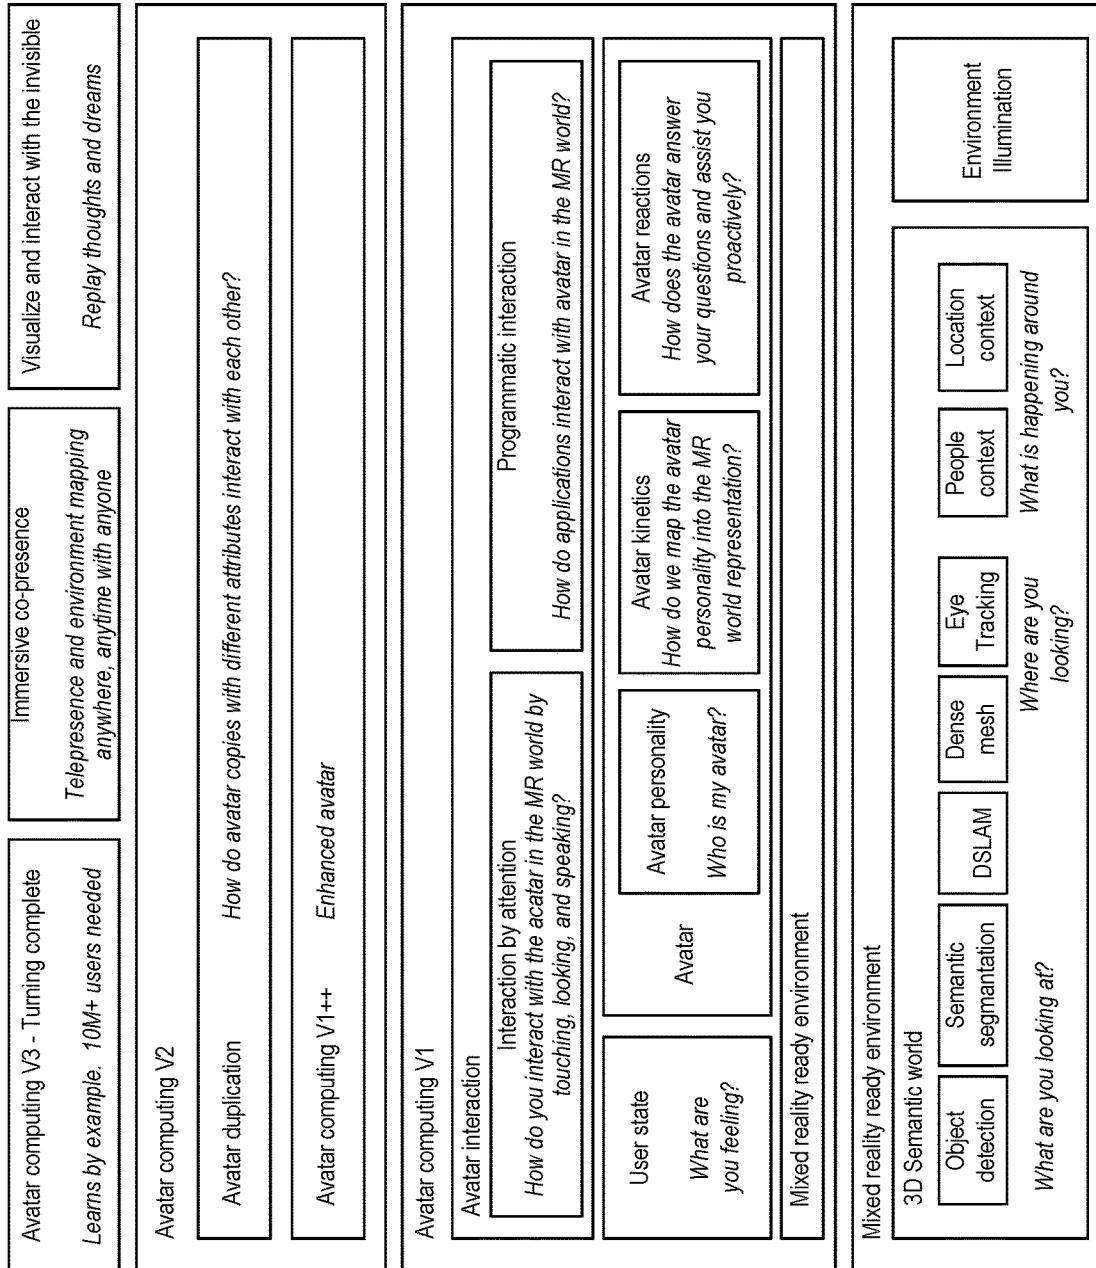 Avatar computing V3 - Turning complete
Learns by example. 10M+ users needed
Immersive co-presence
Telepresence and environment mapping
anywhere, anytime with anyone
Visualize and interact with the invisible
Replay thoughts and dreams
Avatar computing V2
Avatar duplication
How do avatar copies with different attributes interact with each other?
Avatar computing V1++
Enhanced avatar
Avatar computing V1
Avatar interaction
Interaction by attention
How do you interact with the acatar in the MR world by
touching, looking, and speaking?
Programmatic interaction
How do applications interact with avatar in the MR world?
User state
What are
you feeling?
Avatar
Avatar personality
Who is my avatar?
Avatar kinetics
How do we map the avatar
personality into the MR
world representation?
Avatar reactions
How does the avatar answer
your questions and assist you
proactively?
Mixed reality ready environment
Mixed reality ready environment
3D Semantic world
Object
detection
Semantic
segmantation
What are you looking at?
DSLAM
Dense
mesh
Eye
Tracking
Where are you
looking?
People
context
Location
context
What is happening around
you?
Environment
Illumination